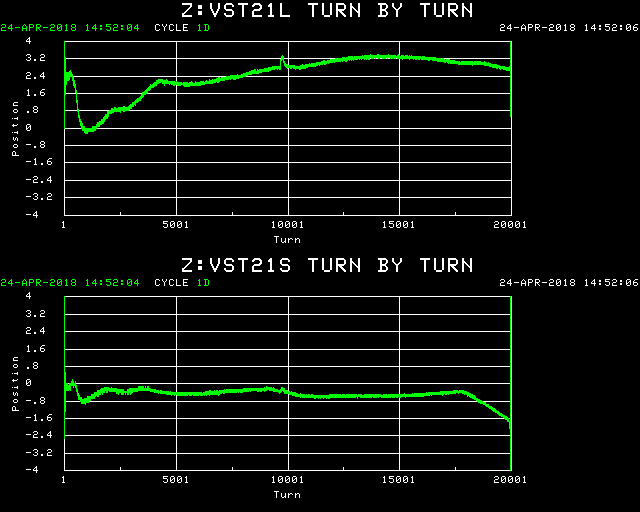 Z:VST21L TURN BY TURN
24-APR-2018 14:52:04 CYCLE 1D 24-APR-2018 14:52:06
4
3.2
2.4
1.6
.8
0
-.8
-1.6
-2.4
-3.2
-4
Position
1 5001 10001 15001 20001
Turn
Z:VST21S TURN BY TURN
24-APR-2018 14:52:04 CYCLE 1D 24-APR-2018 14:52:06
4
3.2
2.4
1.6
.8
0
-.8
-1.6
-2.4
-3.2
-4
Position
1 5001 10001 15001 20001
Turn